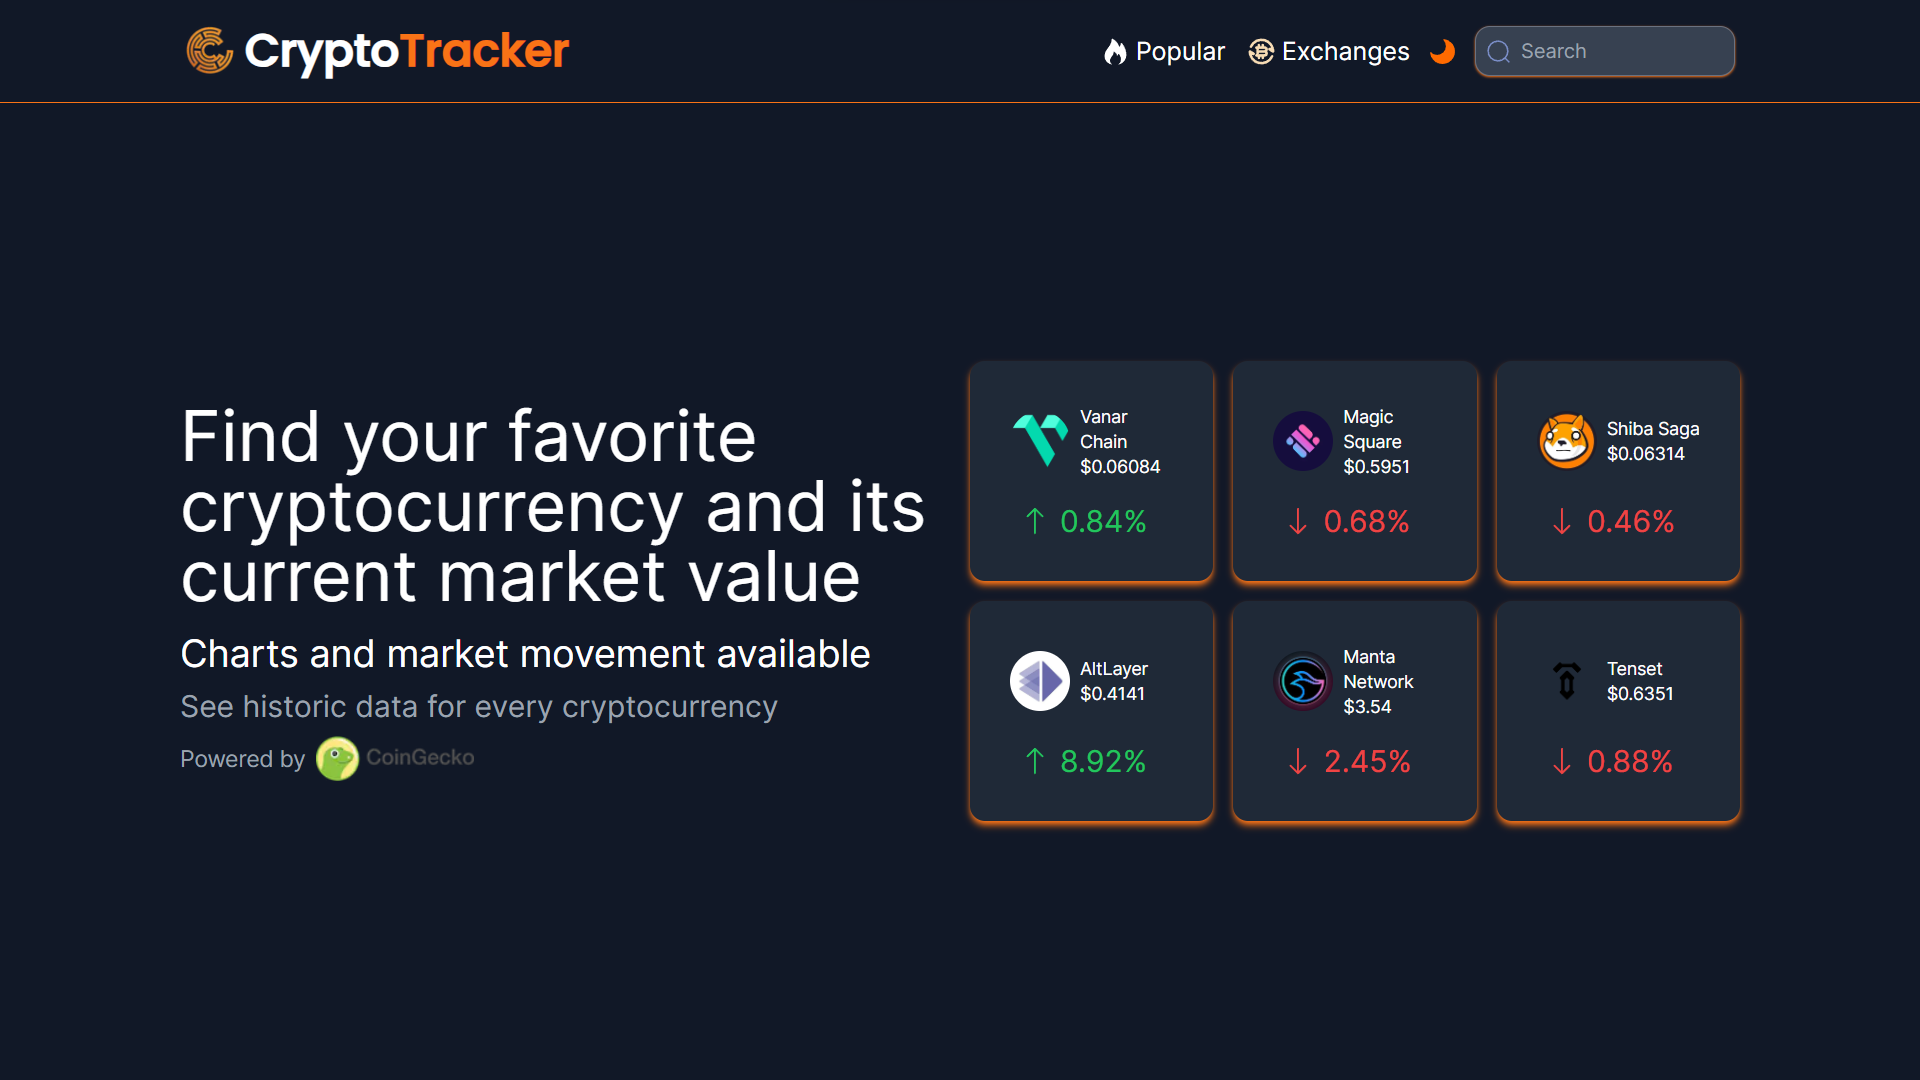 CryptoTracker
Popular
Exchanges
Search
Find your favorite
cryptocurrency and its
current market value
Charts and market movement available
See historic data for every cryptocurrency
Powered by CoinGecko
Vanar
Chain
$0.06084
0.84%
Magic
Square
$0.5951
0.68%
Shiba Saga
$0.06314
0.46%
AltLayer
$0.4141
8.92%
Manta
Network
$3.54
2.45%
Tenset
$0.6351
0.88%